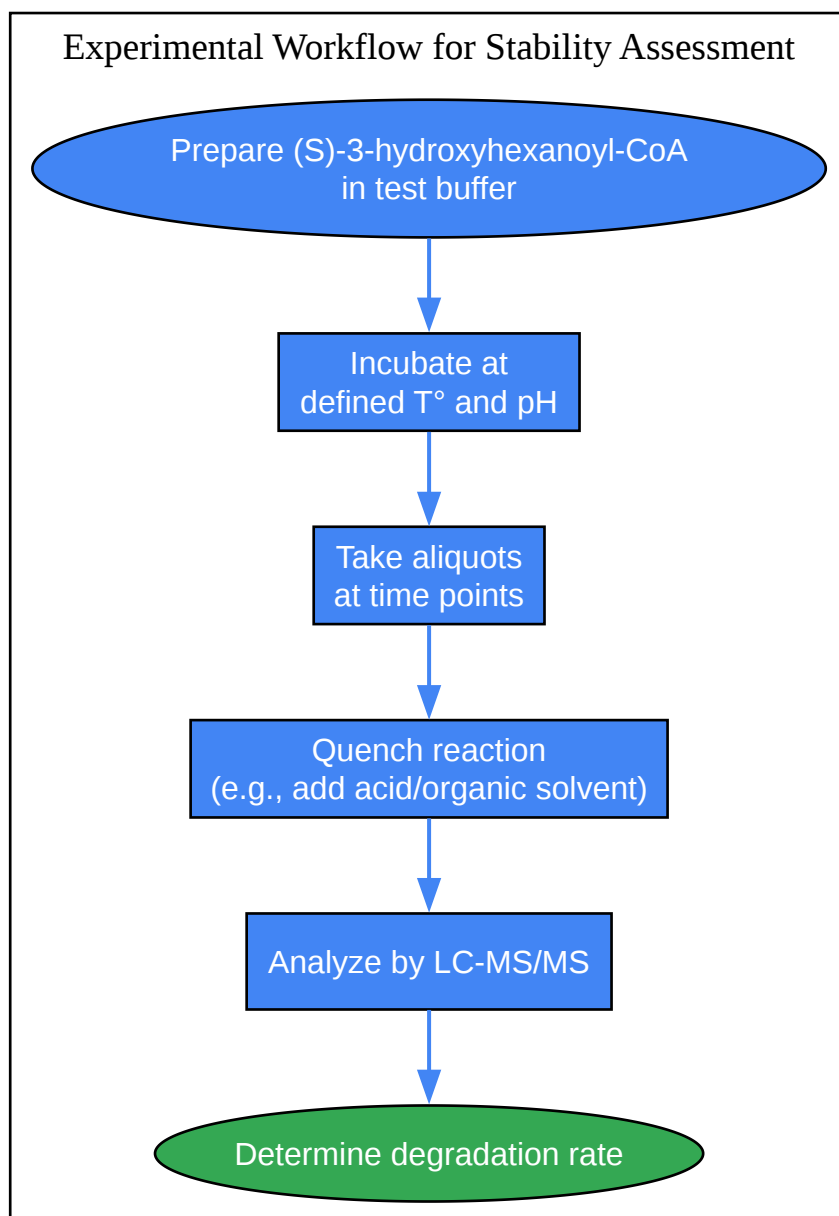 Experimental Workflow for Stability Assessment
Prepare (S)-3-hydroxyhexanoyl-CoA
in test buffer
Incubate at
defined T° and pH
Take aliquots
at time points
Quench reaction
(e.g., add acid/organic solvent)
Analyze by LC-MS/MS
Determine degradation rate